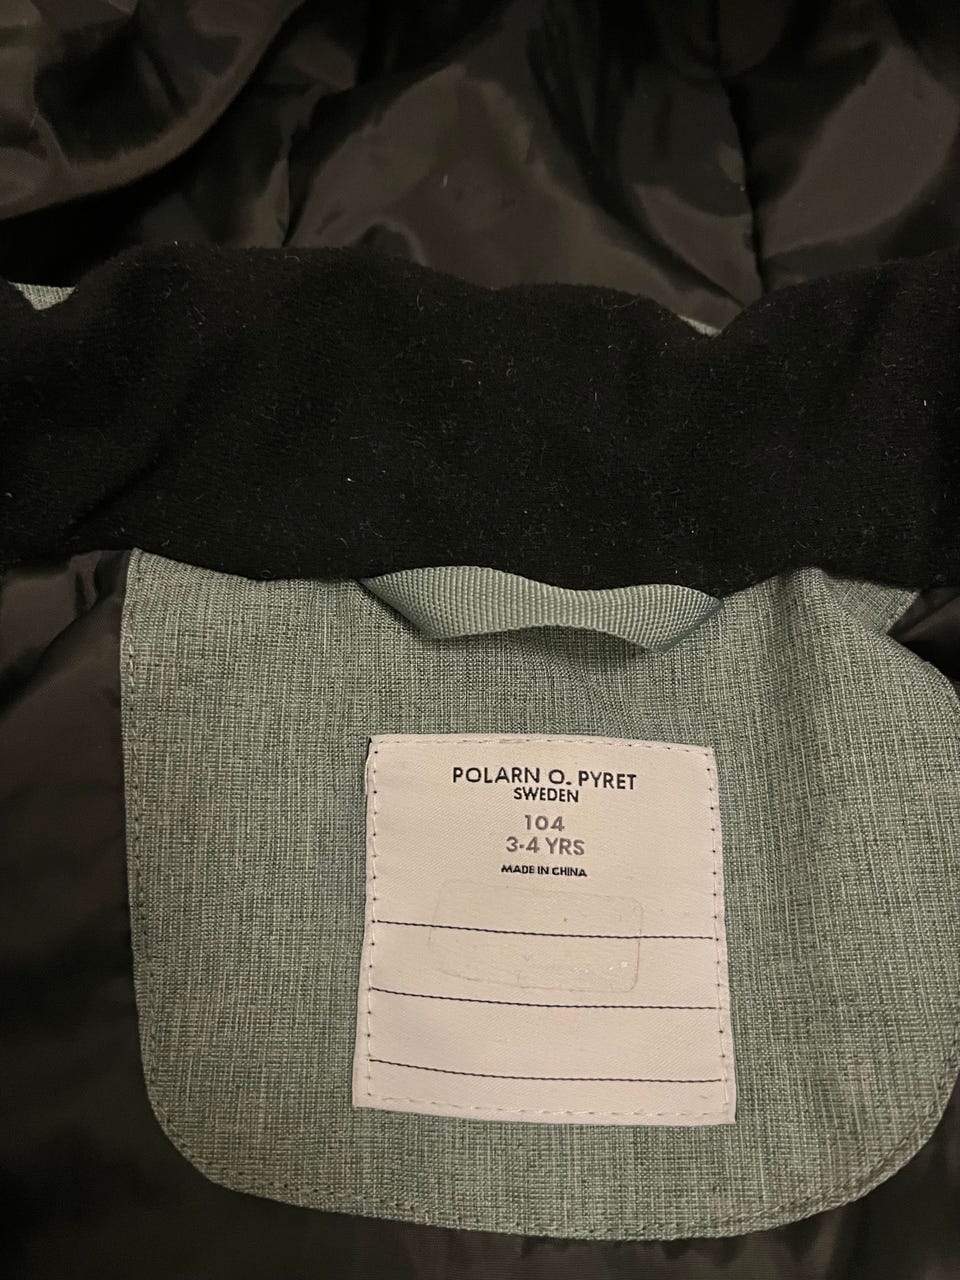 POLARN O. PYRET
SWEDEN
104
3-4 YRS
MADE IN CHINA